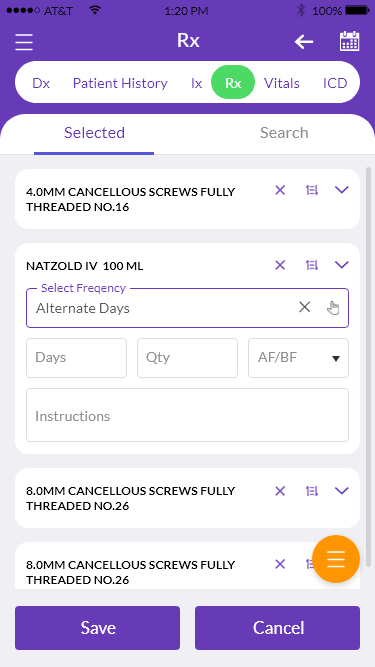 AT&T 1:20 PM 100%
Rx
Dx Patient History Ix Rx Vitals ICD
Selected Search
4.0MM CANCELLOUS SCREWS FULLY
THREADED NO.16
NATZOLD IV 100 ML
Select Freqency
Alternate Days
Days Qty AF/BF
Instructions
8.0MM CANCELLOUS SCREWS FULLY
THREADED NO.26
8.0MM CANCELLOUS SCREWS FULLY
THREADED NO.26
Save Cancel